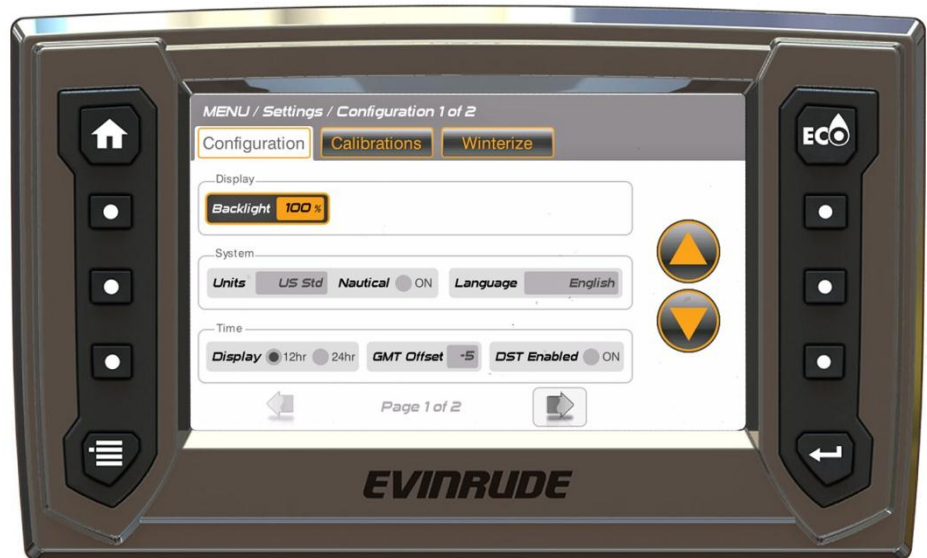 MENU / Settings / Configuration 1 of 2
Configuration Calibrations Winterize
Display
Backlight 100 %
System
Units US Std Nautical ON Language English
Time
Display 12hr 24hr GMT Offset -5 DST Enabled ON
Page 1 of 2
ECO
EVINRUDE